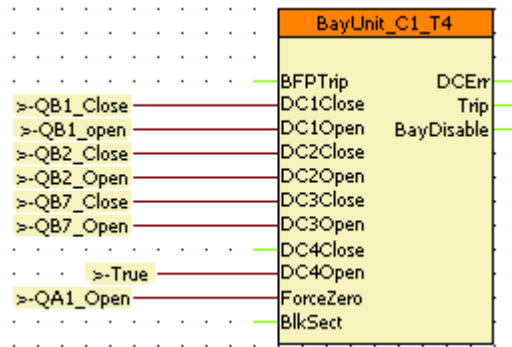 BayUnit_C1_T4
BFPTrip DCErr
>-QB1_Close DC1Close Trip
>-QB1_open DC1Open BayDisable
>-QB2_Close DC2Close
>-QB2_Open DC2Open
>-QB7_Close DC3Close
>-QB7_Open DC3Open
DC4Close
>-True DC4Open
>-QA1_Open ForceZero
BlkSect